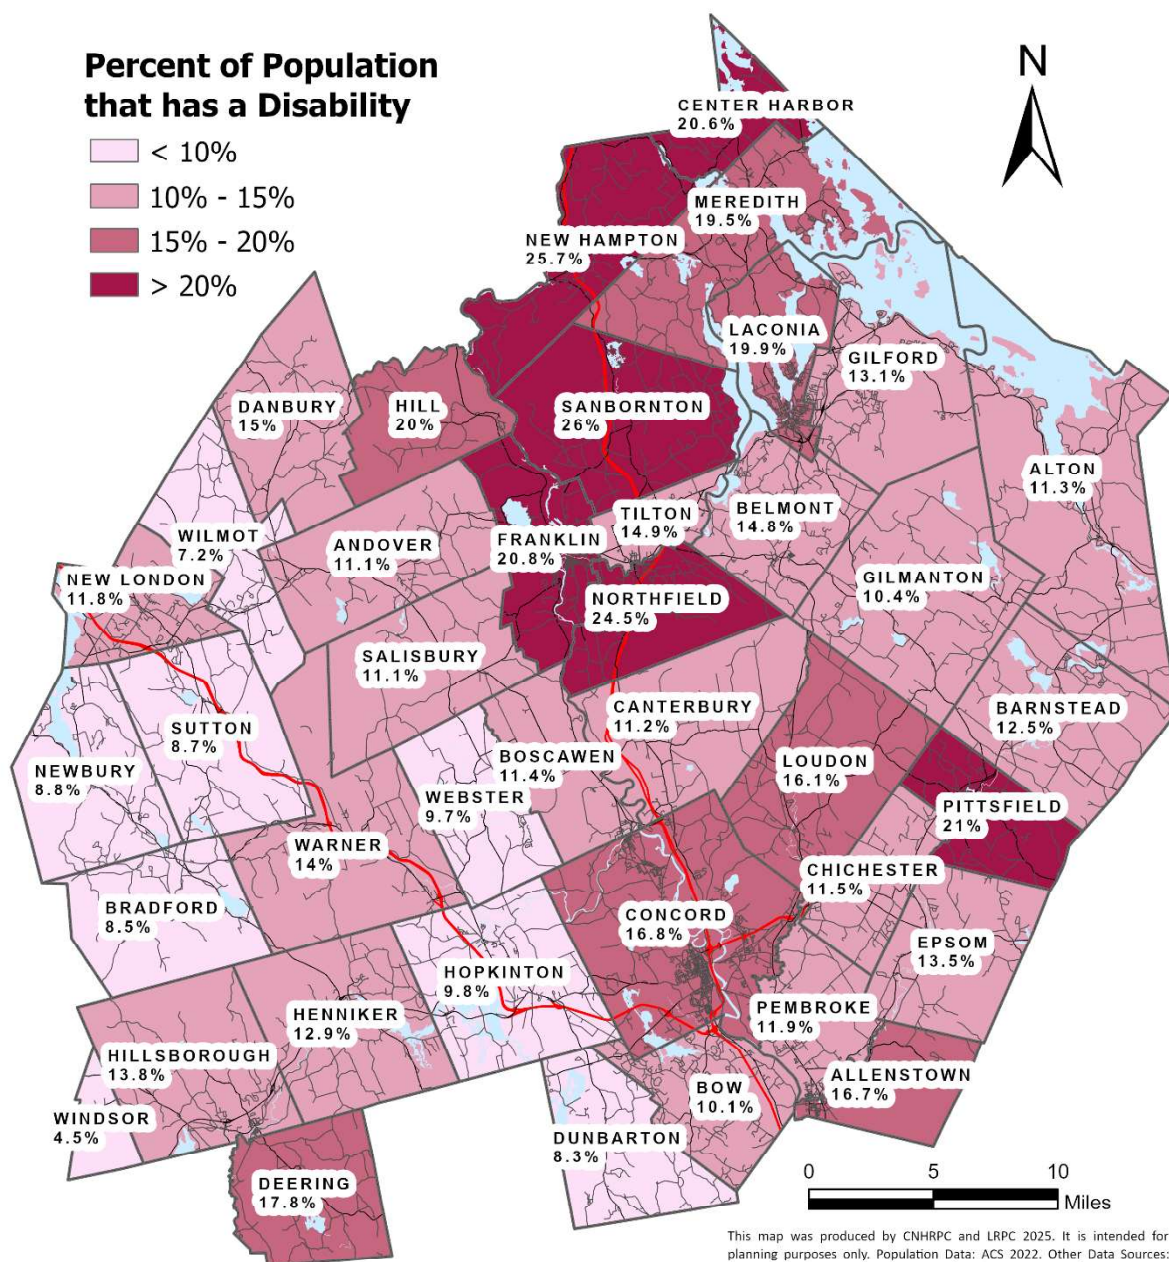 Percent of Population
that has a Disability
< 10%
10% - 15%
15% - 20%
> 20%
N
CENTER HARBOR
20.6%
MEREDITH
19.5%
NEW HAMPTON
25.7%
LACONIA
19.9%
GILFORD
13.1%
DANBURY
15%
HILL
20%
SANBORNTON
26%
ALTON
11.3%
WILMOT
7.2%
ANDOVER
11.1%
FRANKLIN
20.8%
TILTON
14.9%
BELMONT
14.8%
NEW LONDON
11.8%
NORTHFIELD
24.5%
GILMANTON
10.4%
SALISBURY
11.1%
SUTTON
8.7%
CANTERBURY
11.2%
BARNSTEAD
12.5%
NEWBURY
8.8%
BOSCAWEN
11.4%
LOUDON
16.1%
WEBSTER
9.7%
PITTSFIELD
21%
WARNER
14%
CHICHESTER
11.5%
BRADFORD
8.5%
CONCORD
16.8%
EPSOM
13.5%
HOPKINTON
9.8%
HENNIKER
12.9%
PEMBROKE
11.9%
HILLSBOROUGH
13.8%
ALLENSTOWN
16.7%
BOW
10.1%
WINDSOR
4.5%
DUNBARTON
8.3%
DEERING
17.8%
0 5 10
Miles
This map was produced by CNHRPC and LRPC 2025. It is intended for
planning purposes only. Population Data: ACS 2022. Other Data Sources: